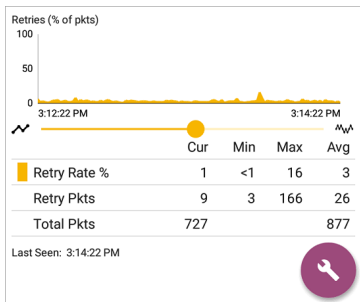 Retries (% of pkts)
100
50
0
3:12:22 PM 3:14:22 PM
Cur Min Max Avg
Retry Rate % 1 <1 16 3
Retry Pkts 9 3 166 26
Total Pkts 727 877
Last Seen: 3:14:22 PM